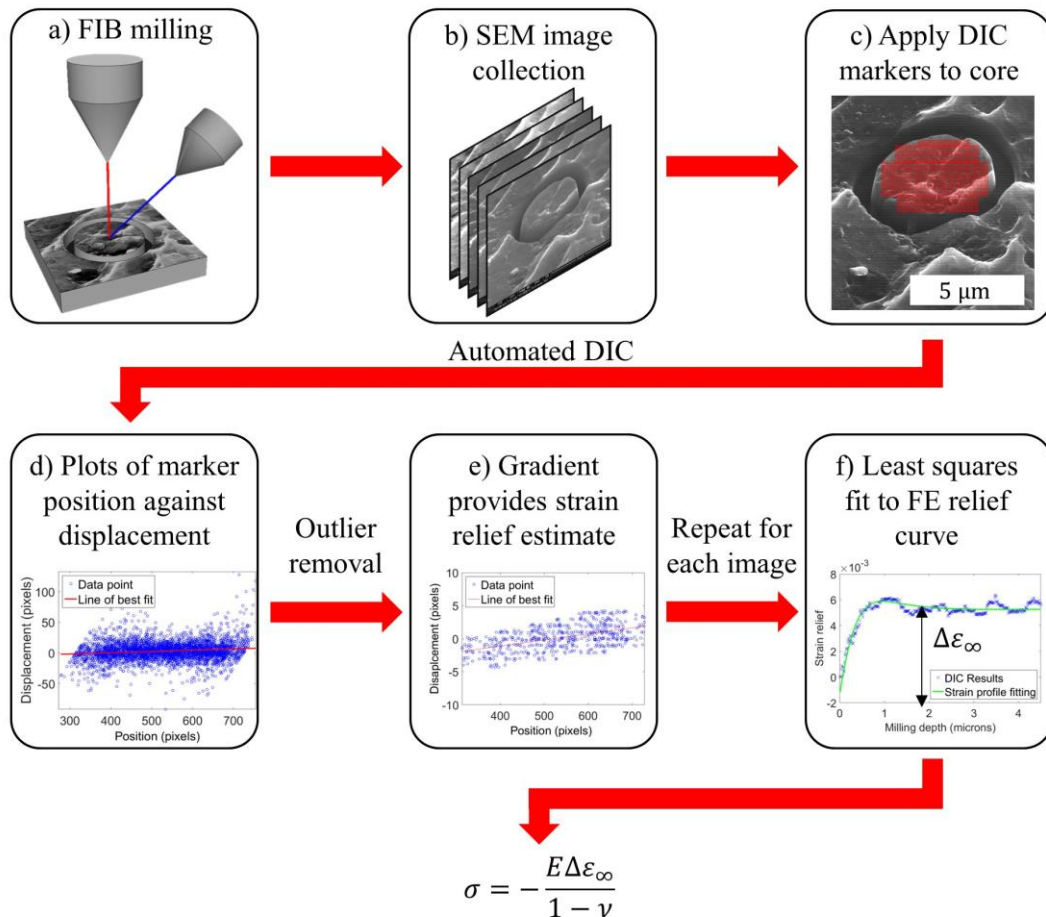 a) FIB milling
b) SEM image
collection
c) Apply DIC
markers to core
5 μm
Automated DIC
d) Plots of marker
position against
displacement
Data point
Line of best fit
Displacement (pixels)
100
50
0
-50
300 400 500 600 700
Position (pixels)
Outlier
removal
e) Gradient
provides strain
relief estimate
Data point
Line of best fit
Disaplcement (pixels)
10
5
0
-5
-10
400 500 600 700
Position (pixels)
Repeat for
each image
f) Least squares
fit to FE relief
curve
×10⁻³
Strain relief
8
6
4
2
0
-2
Δε∞
DIC Results
Strain profile fitting
0 1 2 3 4
Milling depth (microns)
σ = − EΔε∞ / 1 − ν